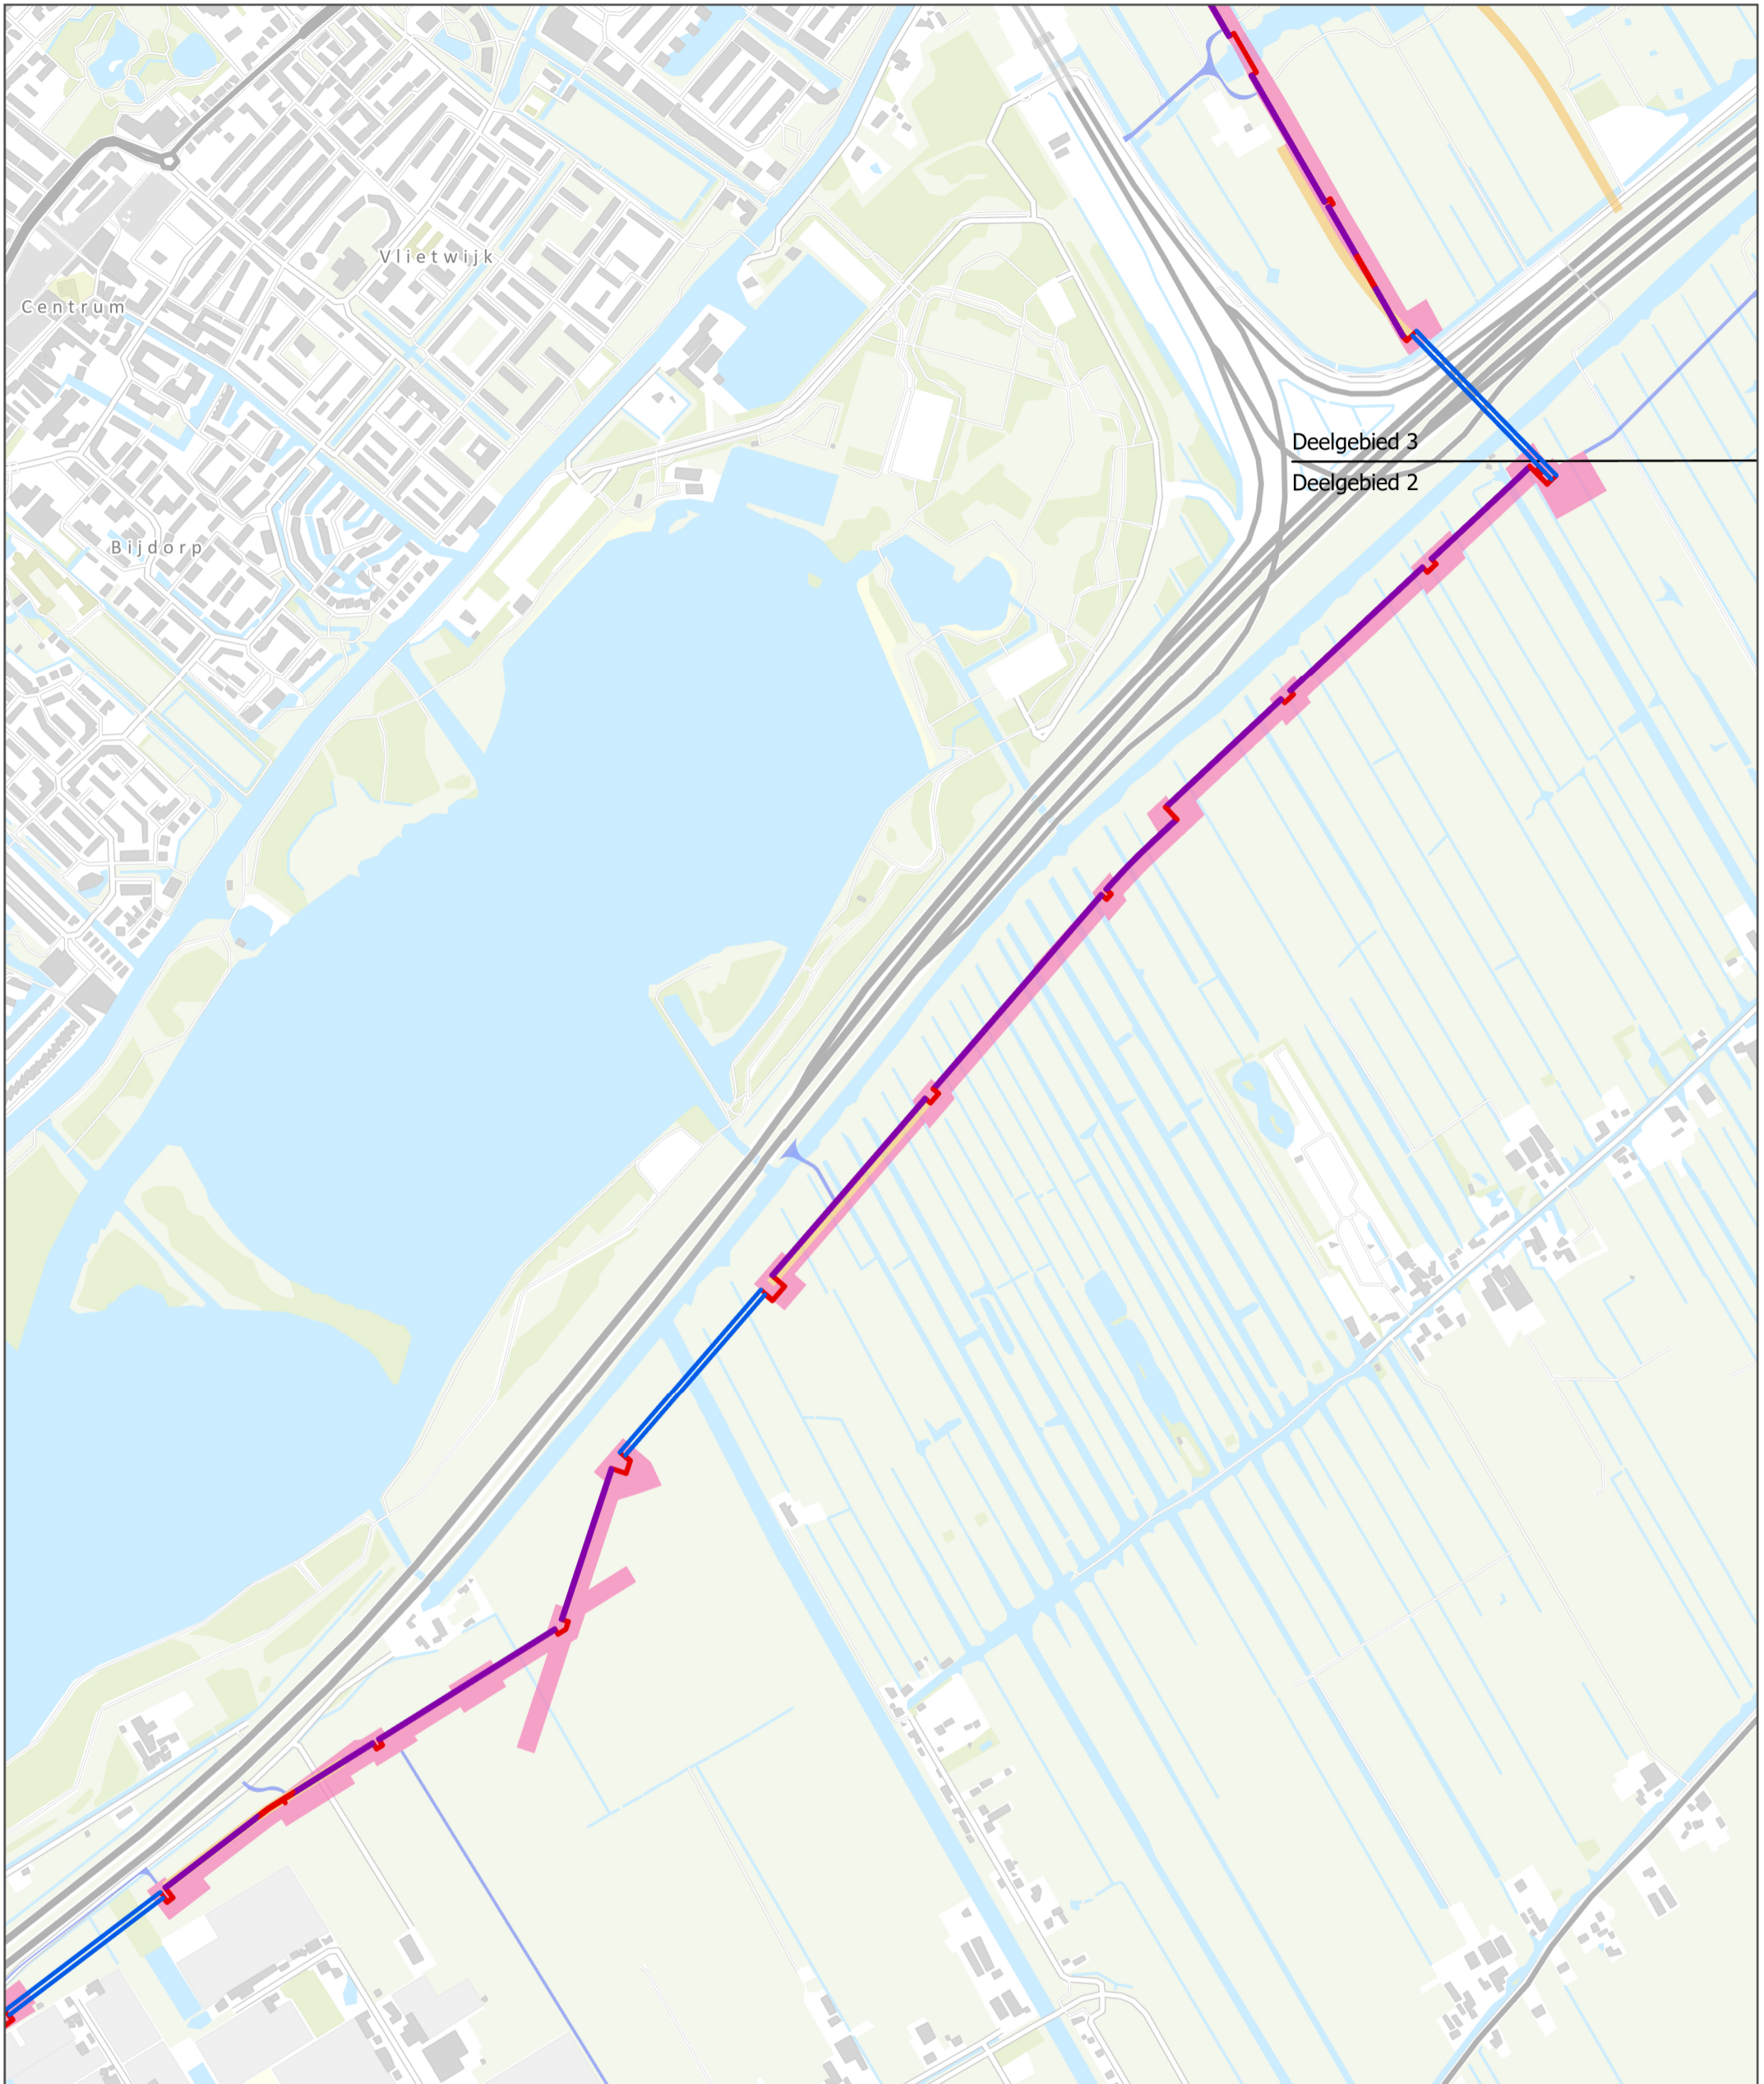 Vlietwijk
Centrum
Deelgebied 3
Deelgebied 2
Bijdorp